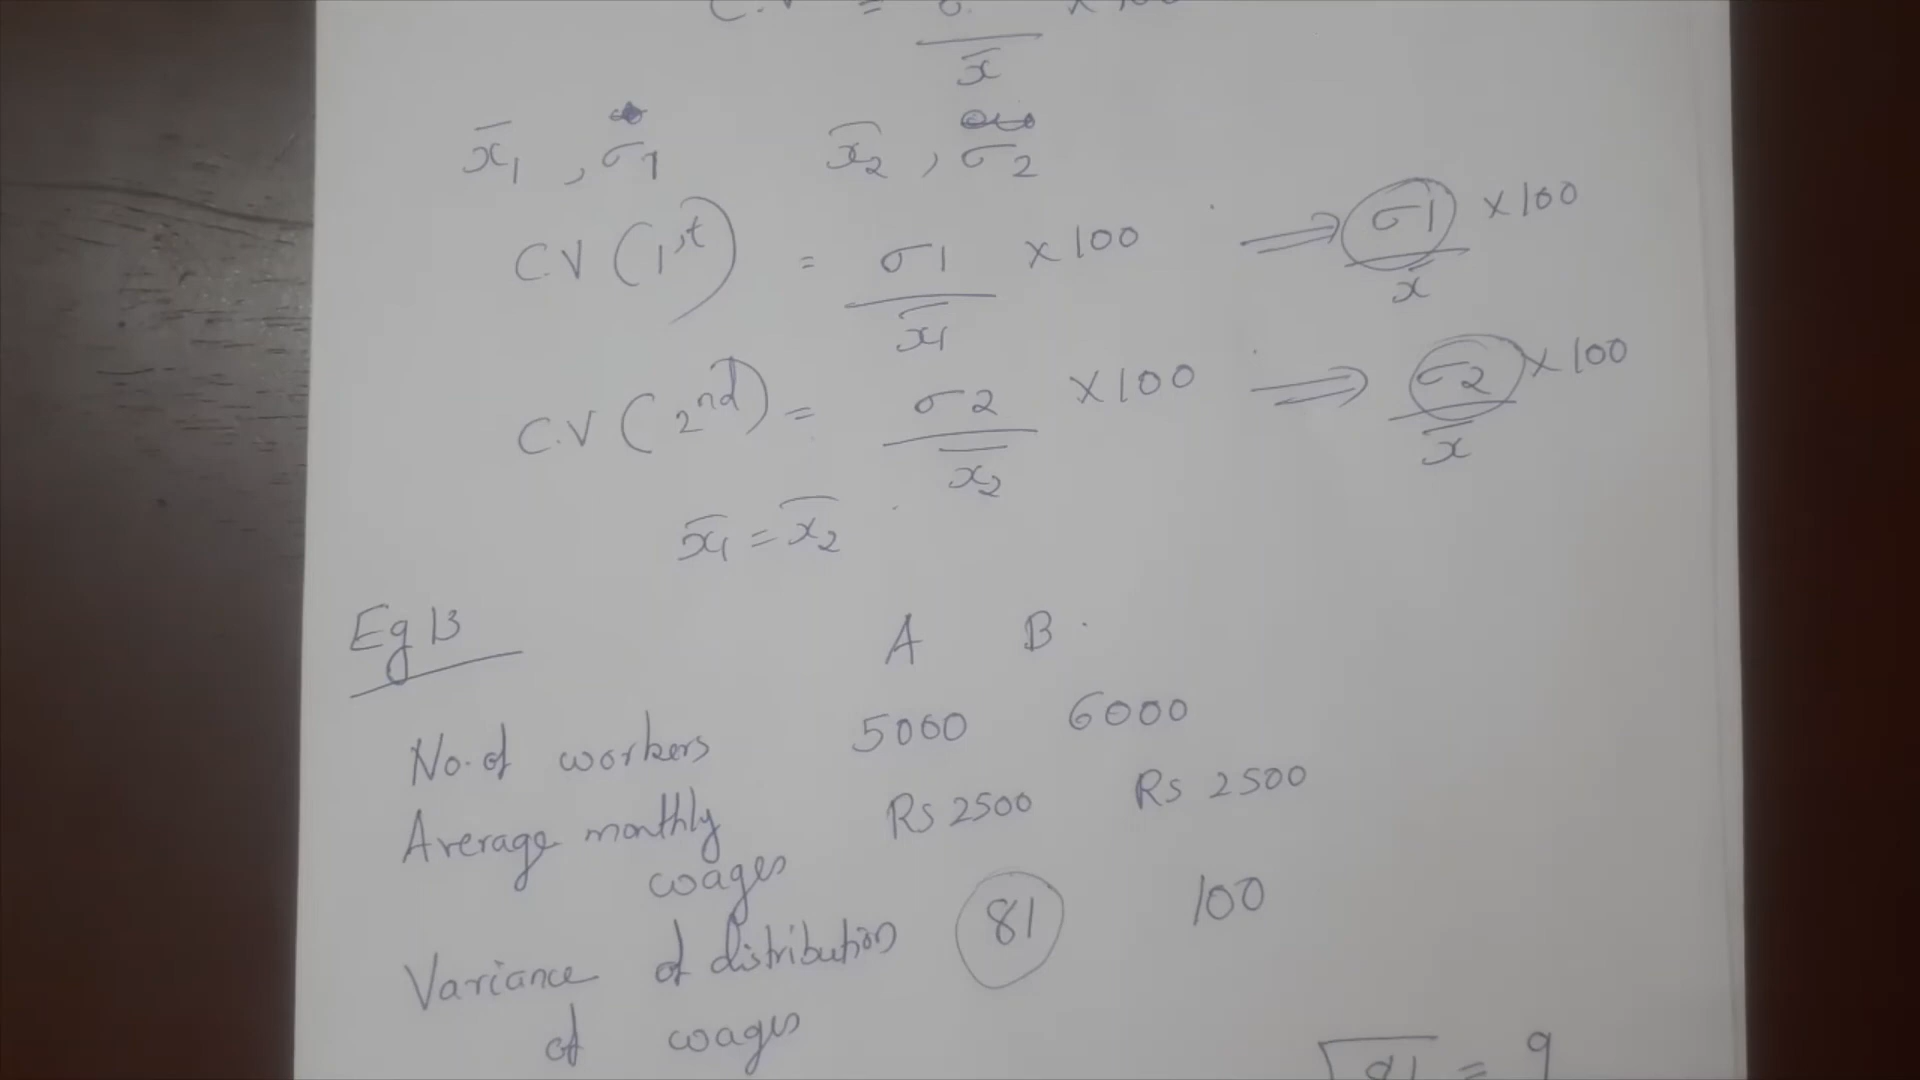 C.V = σ / x̄ × 100
x̄1 , σ1 x̄2 , σ2
C.V (1st) = σ1 / x̄1 × 100 ⟹ σ1 / x̄ × 100
C.V (2nd) = σ2 / x̄2 × 100 ⟹ σ2 / x̄ × 100
x̄1 = x̄2
Eg 13
A B
No. of workers 5000 6000
Average monthly Rs 2500 Rs 2500
wages
Variance of distribution 81 100
of wages
√81 = 9